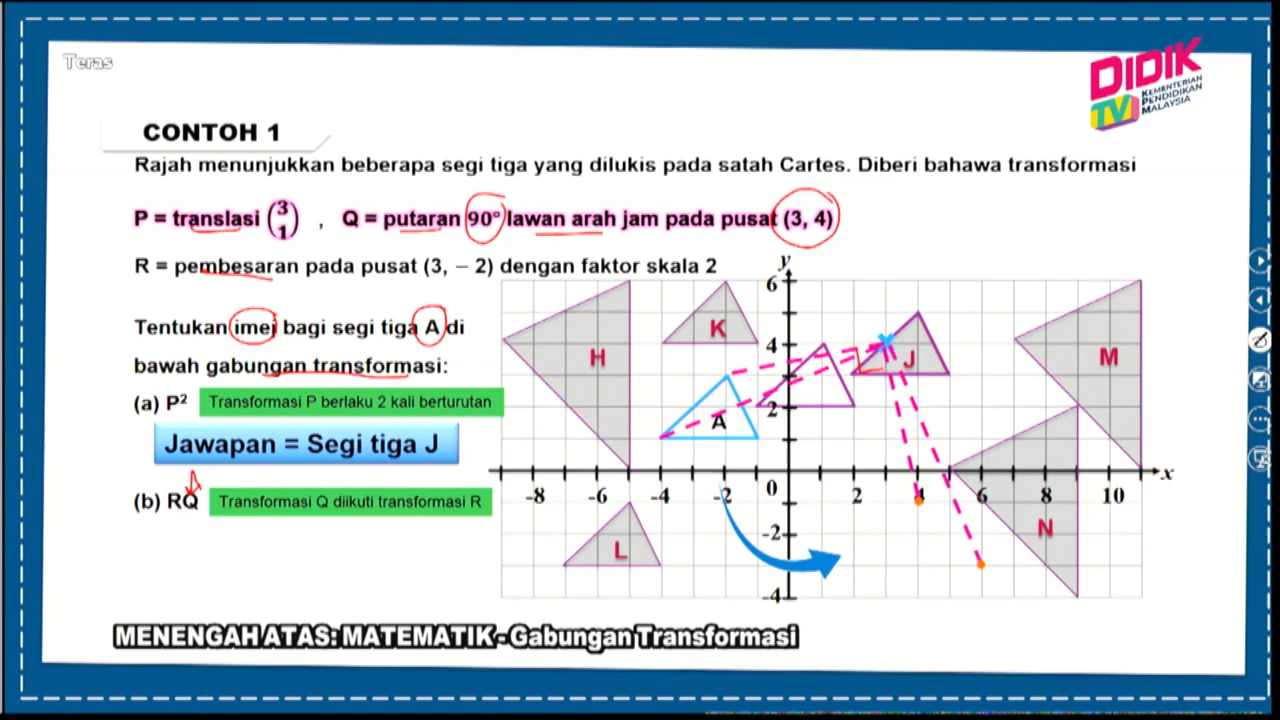 Teras
DIDIK
TV
KEMENTERIAN
PENDIDIKAN
MALAYSIA
CONTOH 1
Rajah menunjukkan beberapa segi tiga yang dilukis pada satah Cartes. Diberi bahawa transformasi
P = translasi (3 1) , Q = putaran 90° lawan arah jam pada pusat (3, 4)
R = pembesaran pada pusat (3, − 2) dengan faktor skala 2
Tentukan imej bagi segi tiga A di
bawah gabungan transformasi:
(a) P²
Transformasi P berlaku 2 kali berturutan
Jawapan = Segi tiga J
(b) RQ
Transformasi Q diikuti transformasi R
y
6
K
4
H
J
M
A
2
x
-8 -6 -4 -2 0 2 4 6 8 10
N
-2
L
-4
MENENGAH ATAS: MATEMATIK - Gabungan Transformasi